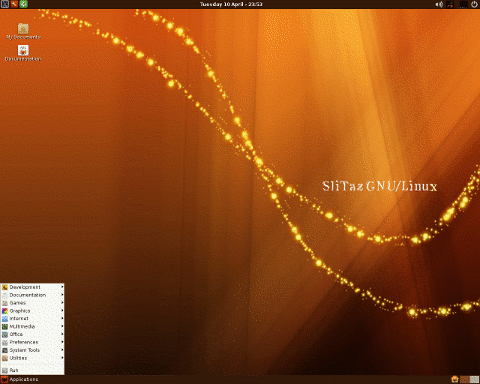 Tuesday 10 April - 23:53
My Documents
Documentation
SliTaz GNU/Linux
Development
Documentation
Games
Graphics
Internet
Multimedia
Office
Preferences
System Tools
Utilities
Run
Applications